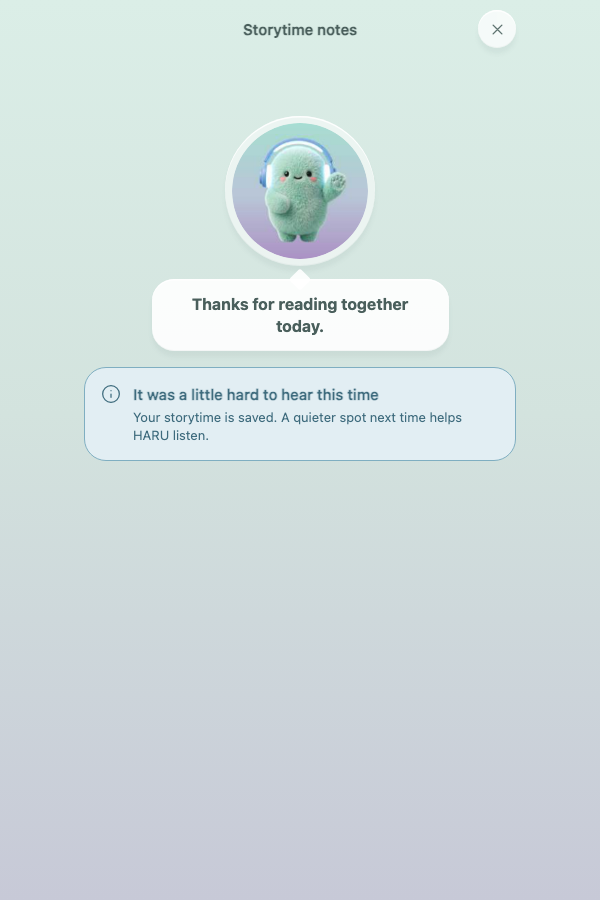 Storytime notes
Thanks for reading together
today.
It was a little hard to hear this time
Your storytime is saved. A quieter spot next time helps
HARU listen.